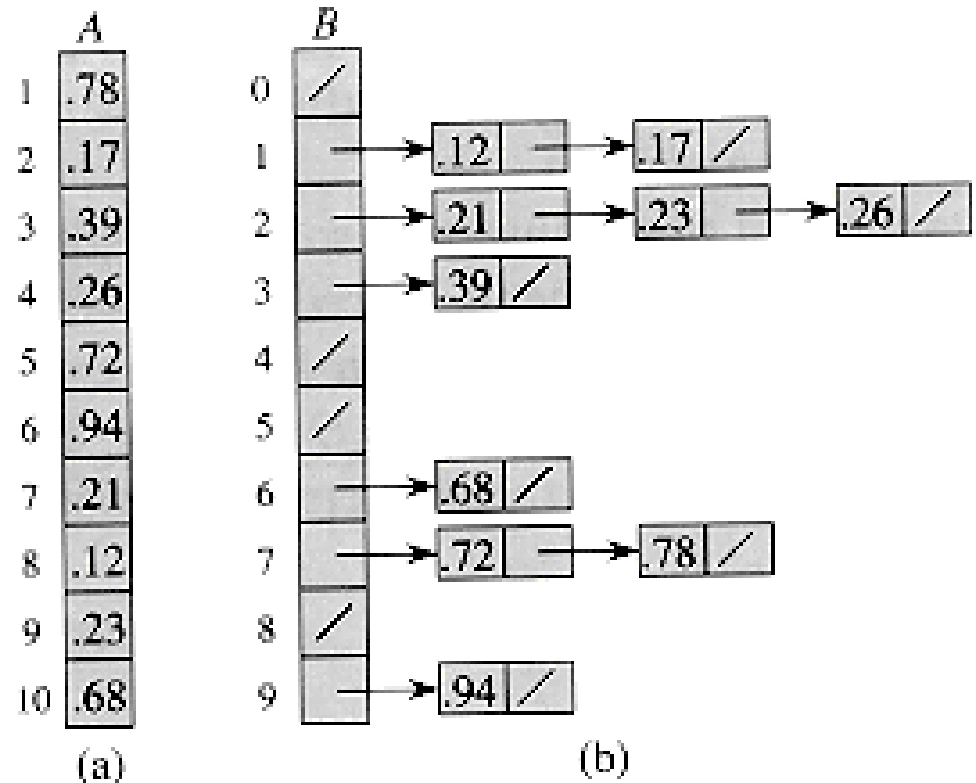 A B
1 .78 0
2 .17 1 .12 .17
3 .39 2 .21 .23 .26
4 .26 3 .39
5 .72 4
6 .94 5
7 .21 6 .68
8 .12 7 .72 .78
9 .23 8
10 .68 9 .94
(a) (b)